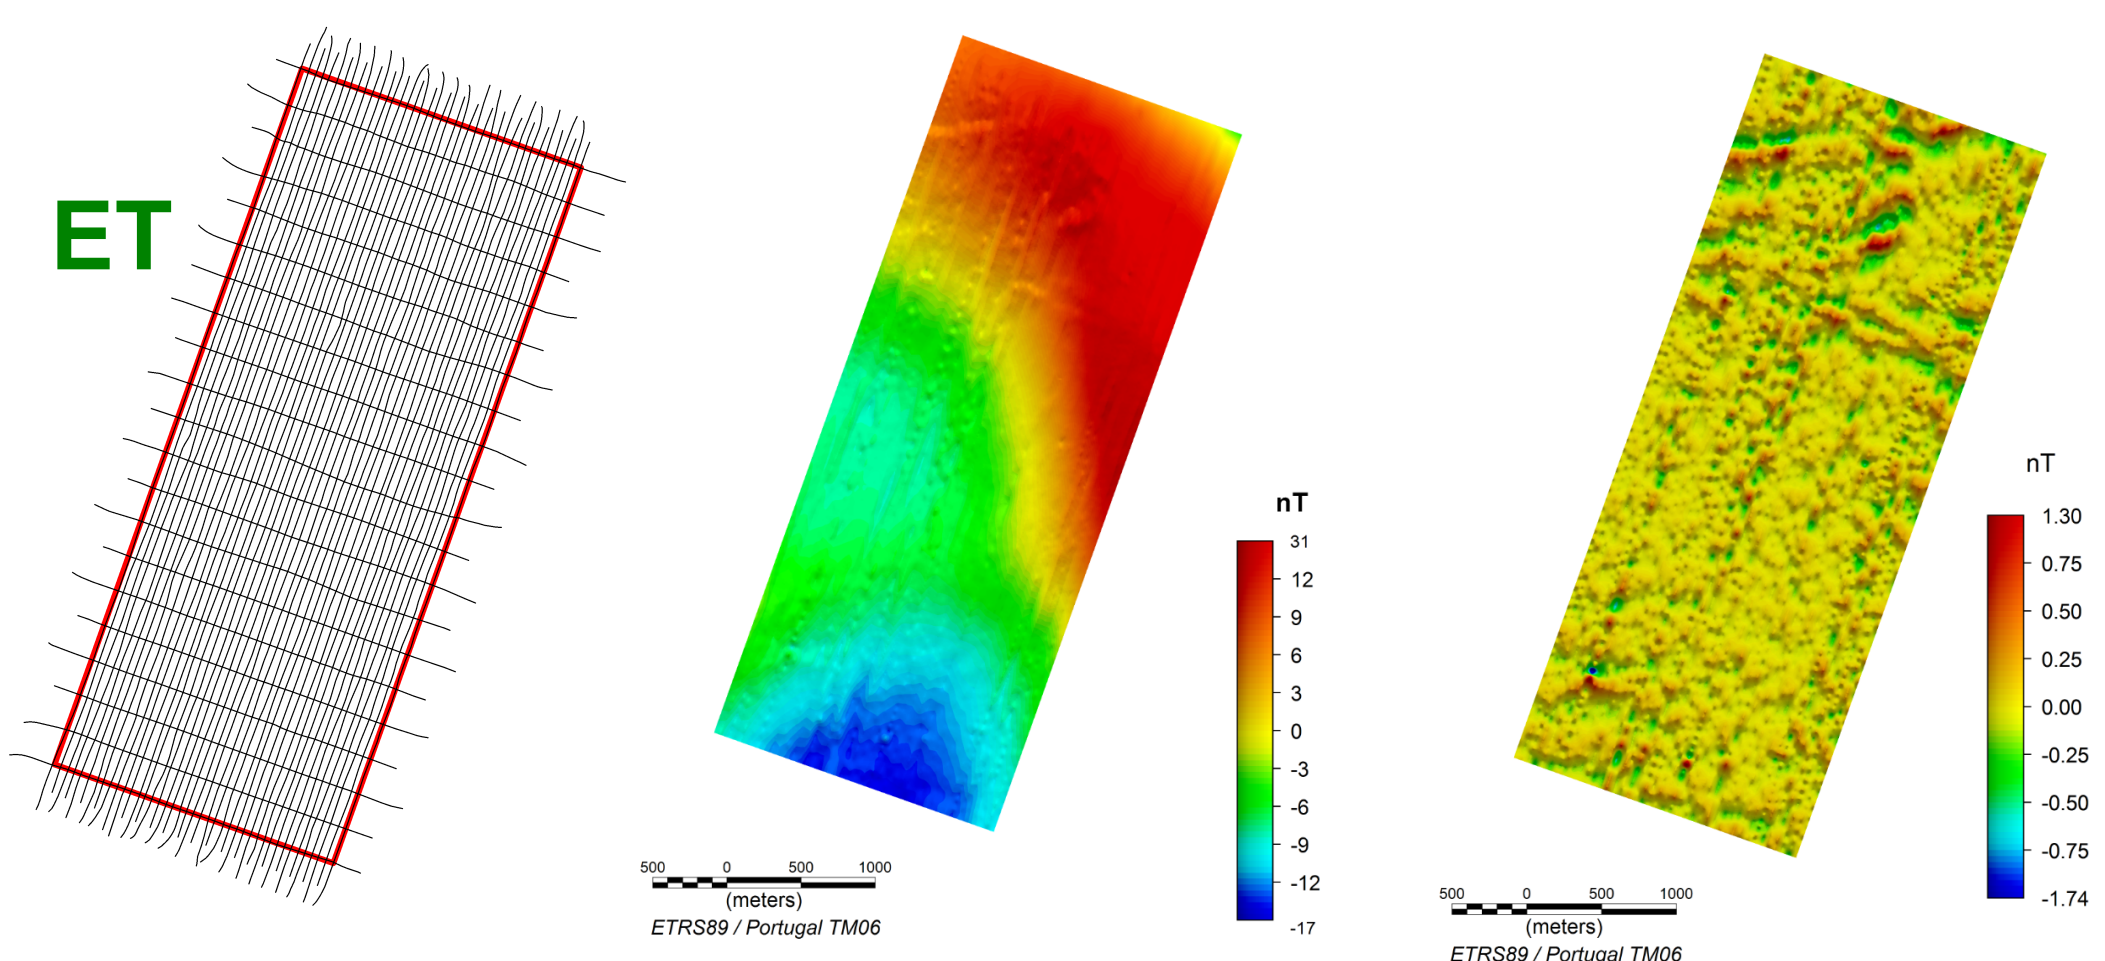 ET
nT
31
12
9
6
3
0
-3
-6
-9
-12
-17
500 0 500 1000
(meters)
ETRS89 / Portugal TM06
nT
1.30
0.75
0.50
0.25
0.00
-0.25
-0.50
-0.75
-1.74
500 0 500 1000
(meters)
ETRS89 / Portugal TM06